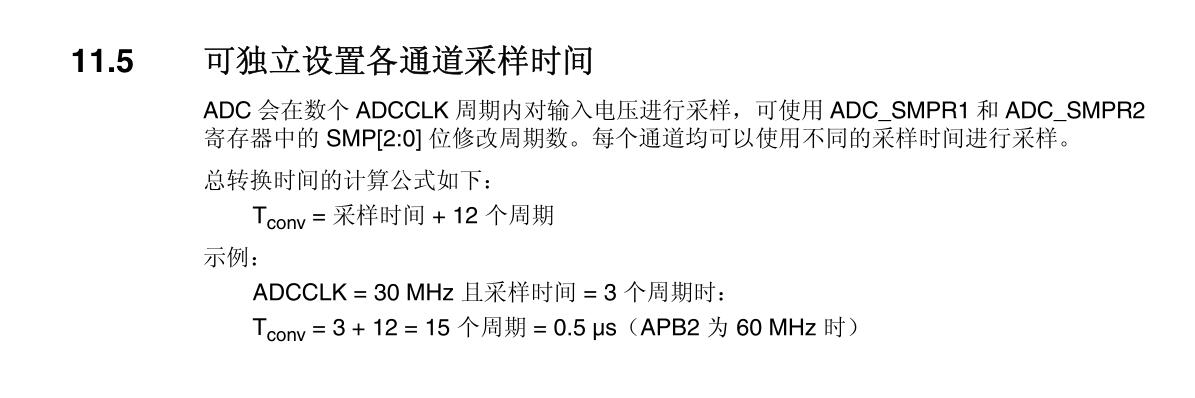 11.5 可独立设置各通道采样时间
ADC 会在数个 ADCCLK 周期内对输入电压进行采样，可使用 ADC_SMPR1 和 ADC_SMPR2
寄存器中的 SMP[2:0] 位修改周期数。每个通道均可以使用不同的采样时间进行采样。
总转换时间的计算公式如下：
Tconv = 采样时间 + 12 个周期
示例：
ADCCLK = 30 MHz 且采样时间 = 3 个周期时：
Tconv = 3 + 12 = 15 个周期 = 0.5 μs（APB2 为 60 MHz 时）